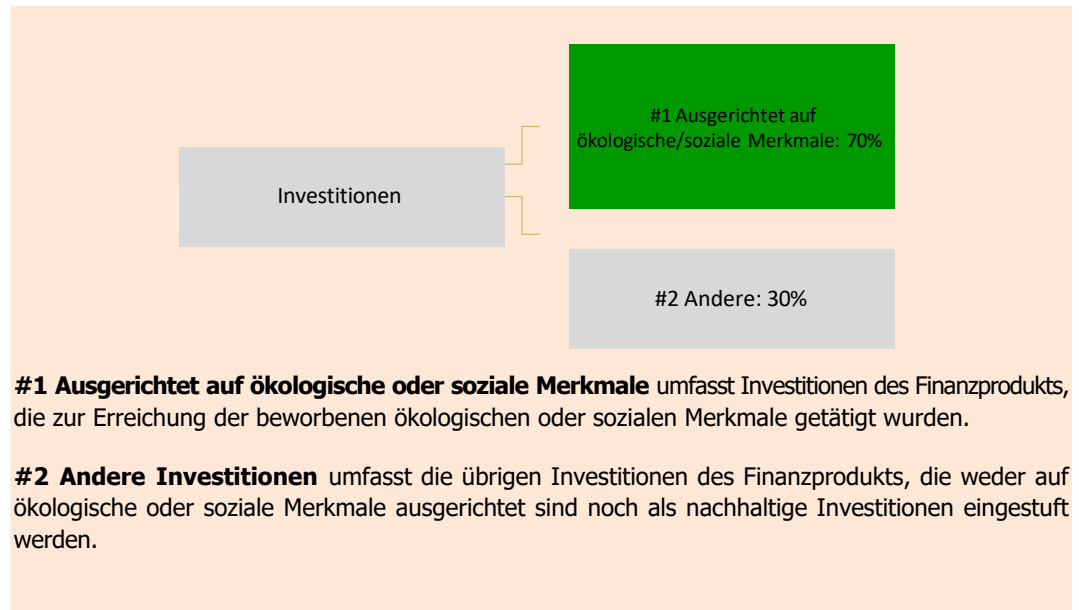 #1 Ausgerichtet auf
ökologische/soziale Merkmale: 70%
Investitionen
#2 Andere: 30%
#1 Ausgerichtet auf ökologische oder soziale Merkmale umfasst Investitionen des Finanzprodukts,
die zur Erreichung der beworbenen ökologischen oder sozialen Merkmale getätigt wurden.
#2 Andere Investitionen umfasst die übrigen Investitionen des Finanzprodukts, die weder auf
ökologische oder soziale Merkmale ausgerichtet sind noch als nachhaltige Investitionen eingestuft
werden.